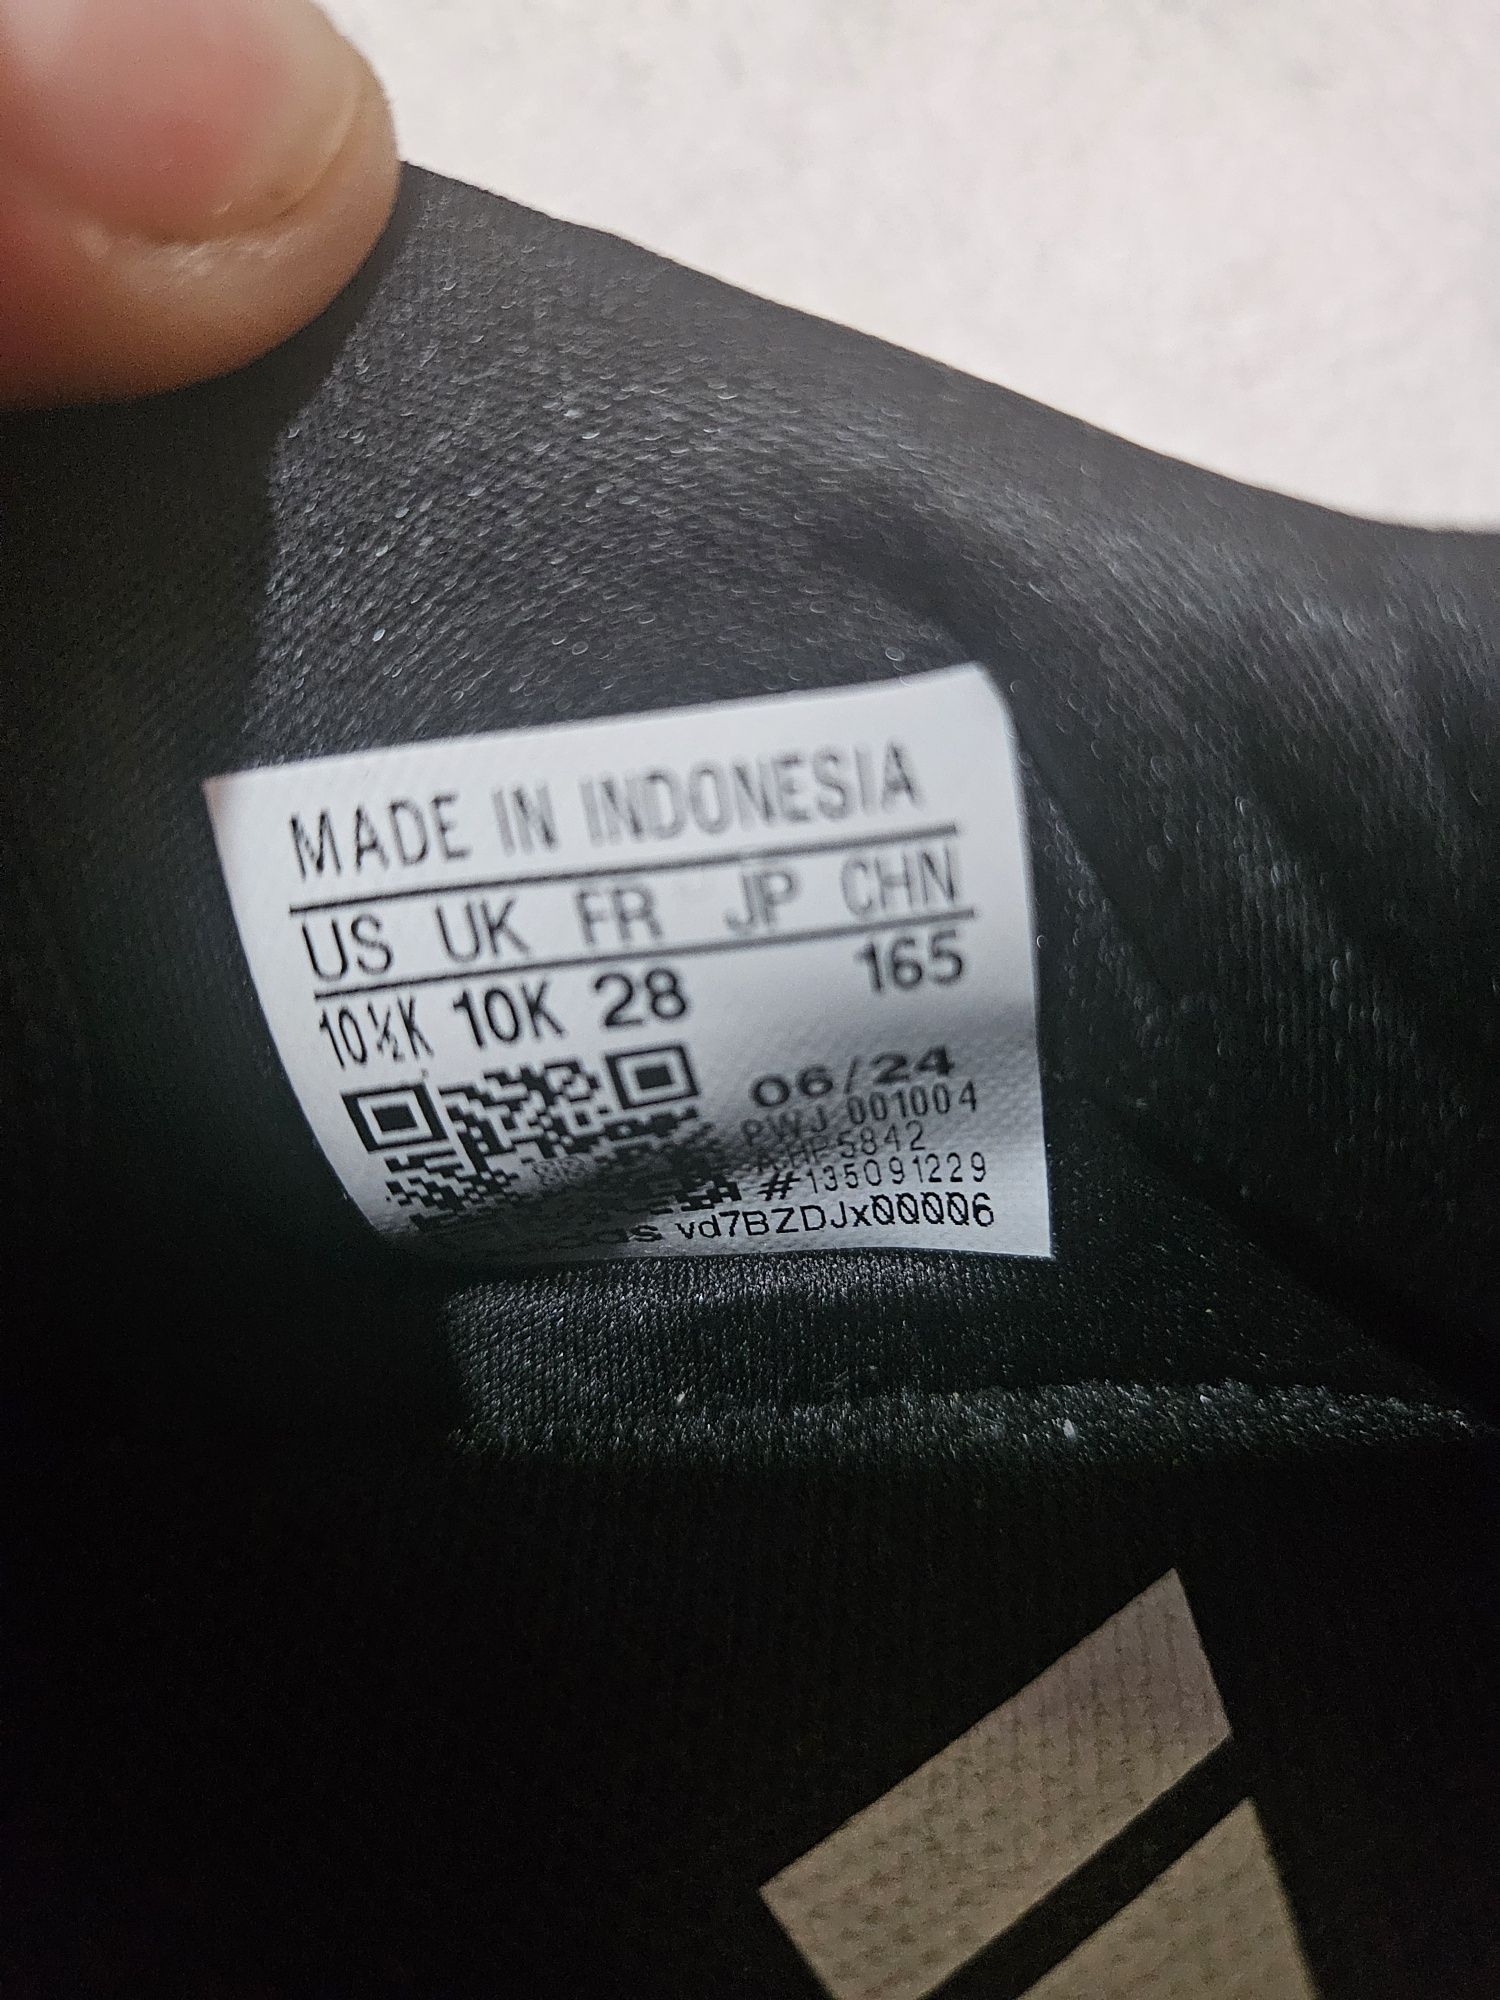 MADE IN INDONESIA
US UK FR JP CHN
10½K 10K 28 165
06/24
PWJ 001004
HP5842
#135091229
vd7BZDJx00006